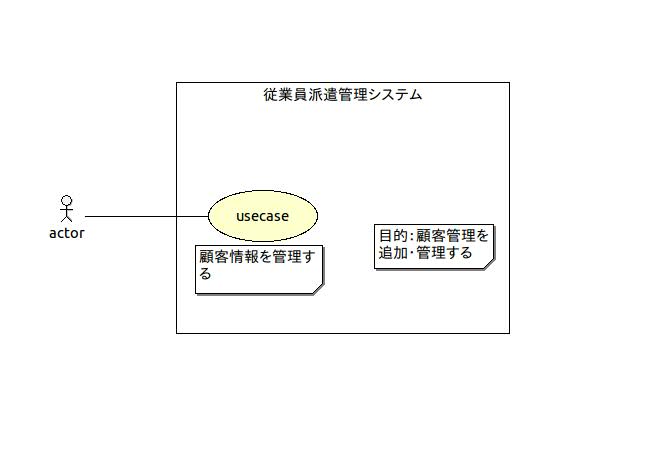 従業員派遣管理システム
usecase
actor
顧客情報を管理す
る
目的:顧客管理を
追加･管理する